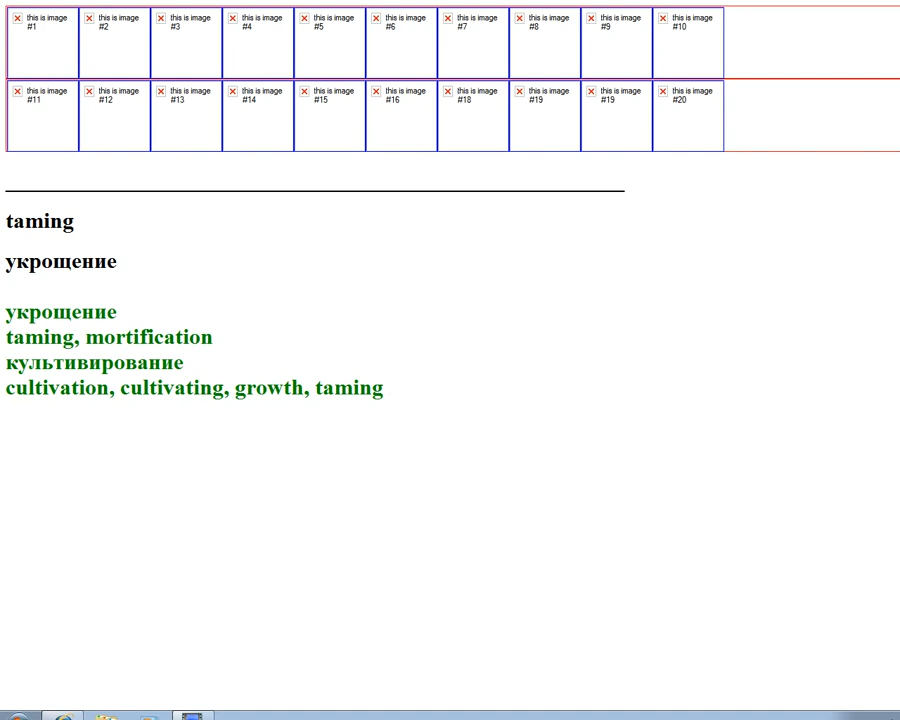 this is image this is image this is image this is image this is image this is image this is image this is image this is image this is image
#1 #2 #3 #4 #5 #6 #7 #8 #9 #10
this is image this is image this is image this is image this is image this is image this is image this is image this is image this is image
#11 #12 #13 #14 #15 #16 #18 #19 #19 #20
taming
укрощение
укрощение
taming, mortification
культивирование
cultivation, cultivating, growth, taming